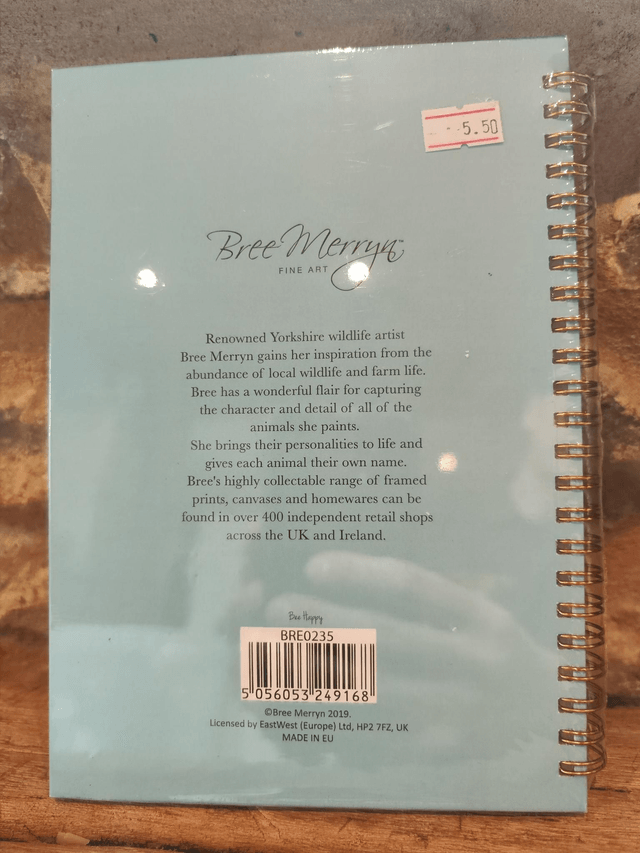 5.50
Bree Merryn™
FINE ART
Renowned Yorkshire wildlife artist
Bree Merryn gains her inspiration from the
abundance of local wildlife and farm life.
Bree has a wonderful flair for capturing
the character and detail of all of the
animals she paints.
She brings their personalities to life and
gives each animal their own name.
Bree's highly collectable range of framed
prints, canvases and homewares can be
found in over 400 independent retail shops
across the UK and Ireland.
Bee Happy
BRE0235
5 056053 249168
©Bree Merryn 2019.
Licensed by EastWest (Europe) Ltd, HP2 7FZ, UK
MADE IN EU